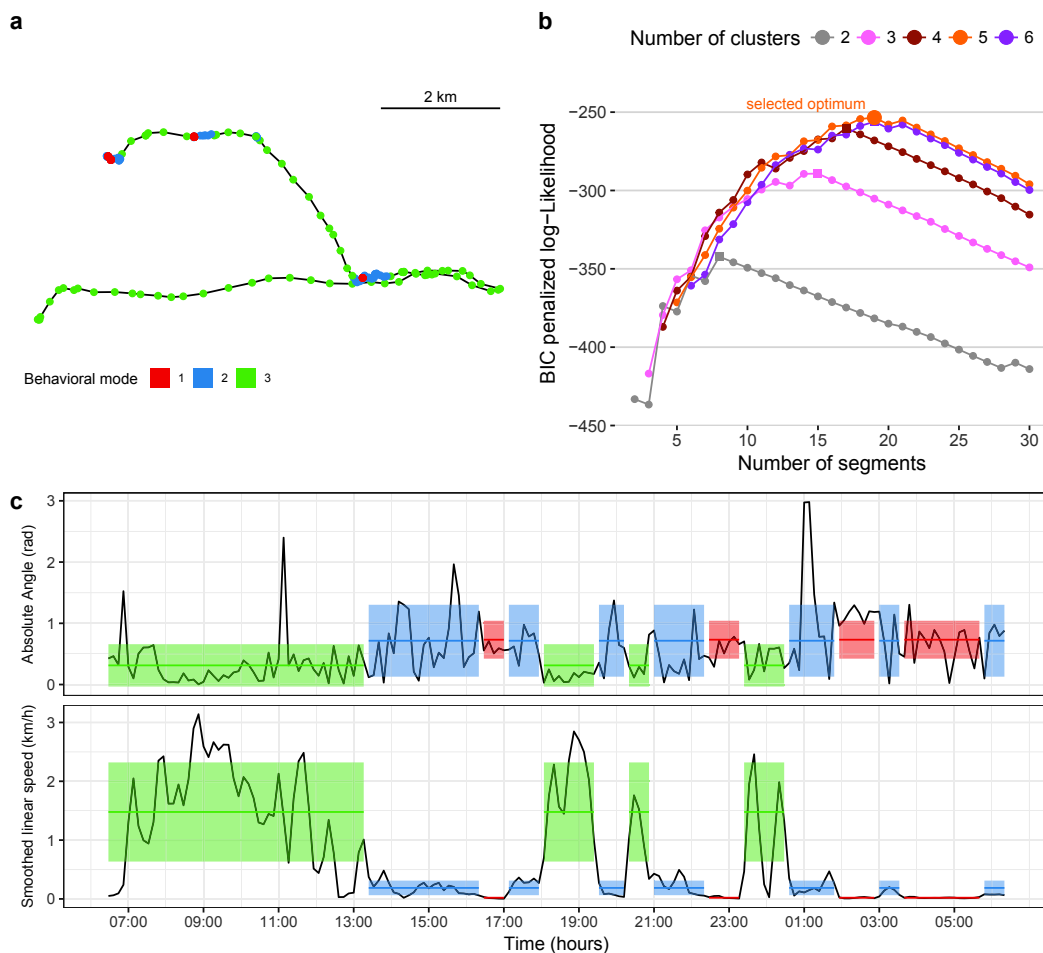 a
2 km
Behavioral mode 1 2 3
b
Number of clusters 2 3 4 5 6
selected optimum
BIC penalized log−Likelihood
−250
−300
−350
−400
−450
5 10 15 20 25 30
Number of segments
c
Absolute Angle (rad)
3
2
1
0
Smoothed linear speed (km/h)
3
2
1
0
07:00 09:00 11:00 13:00 15:00 17:00 19:00 21:00 23:00 01:00 03:00 05:00
Time (hours)